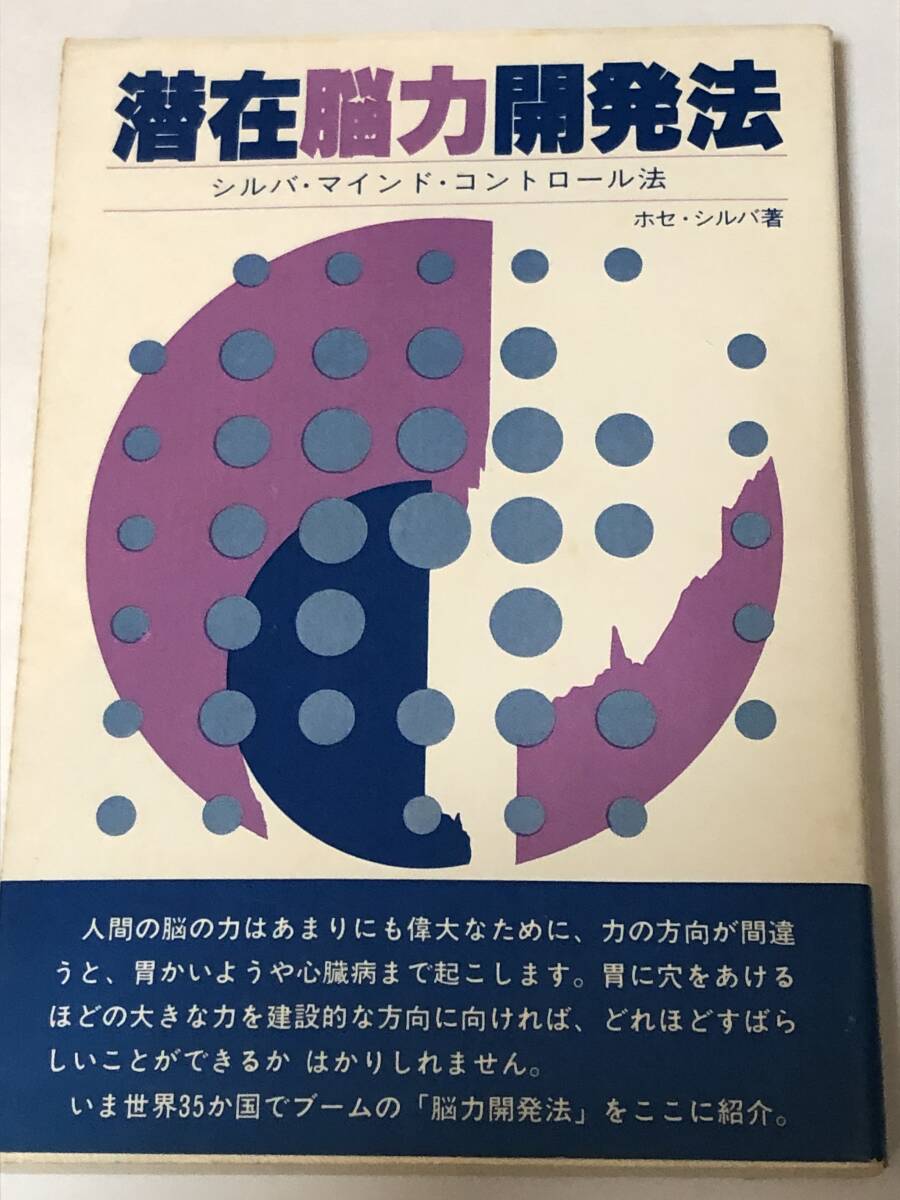 潜在脳力開発法
シルバ・マインド・コントロール法
ホセ・シルバ著
人間の脳の力はあまりにも偉大なために、力の方向が間違
うと、胃かいようや心臓病まで起こします。胃に穴をあける
ほどの大きな力を建設的な方向に向ければ、どれほどすばら
しいことができるか はかりしれません。
いま世界35か国でブームの「脳力開発法」をここに紹介。